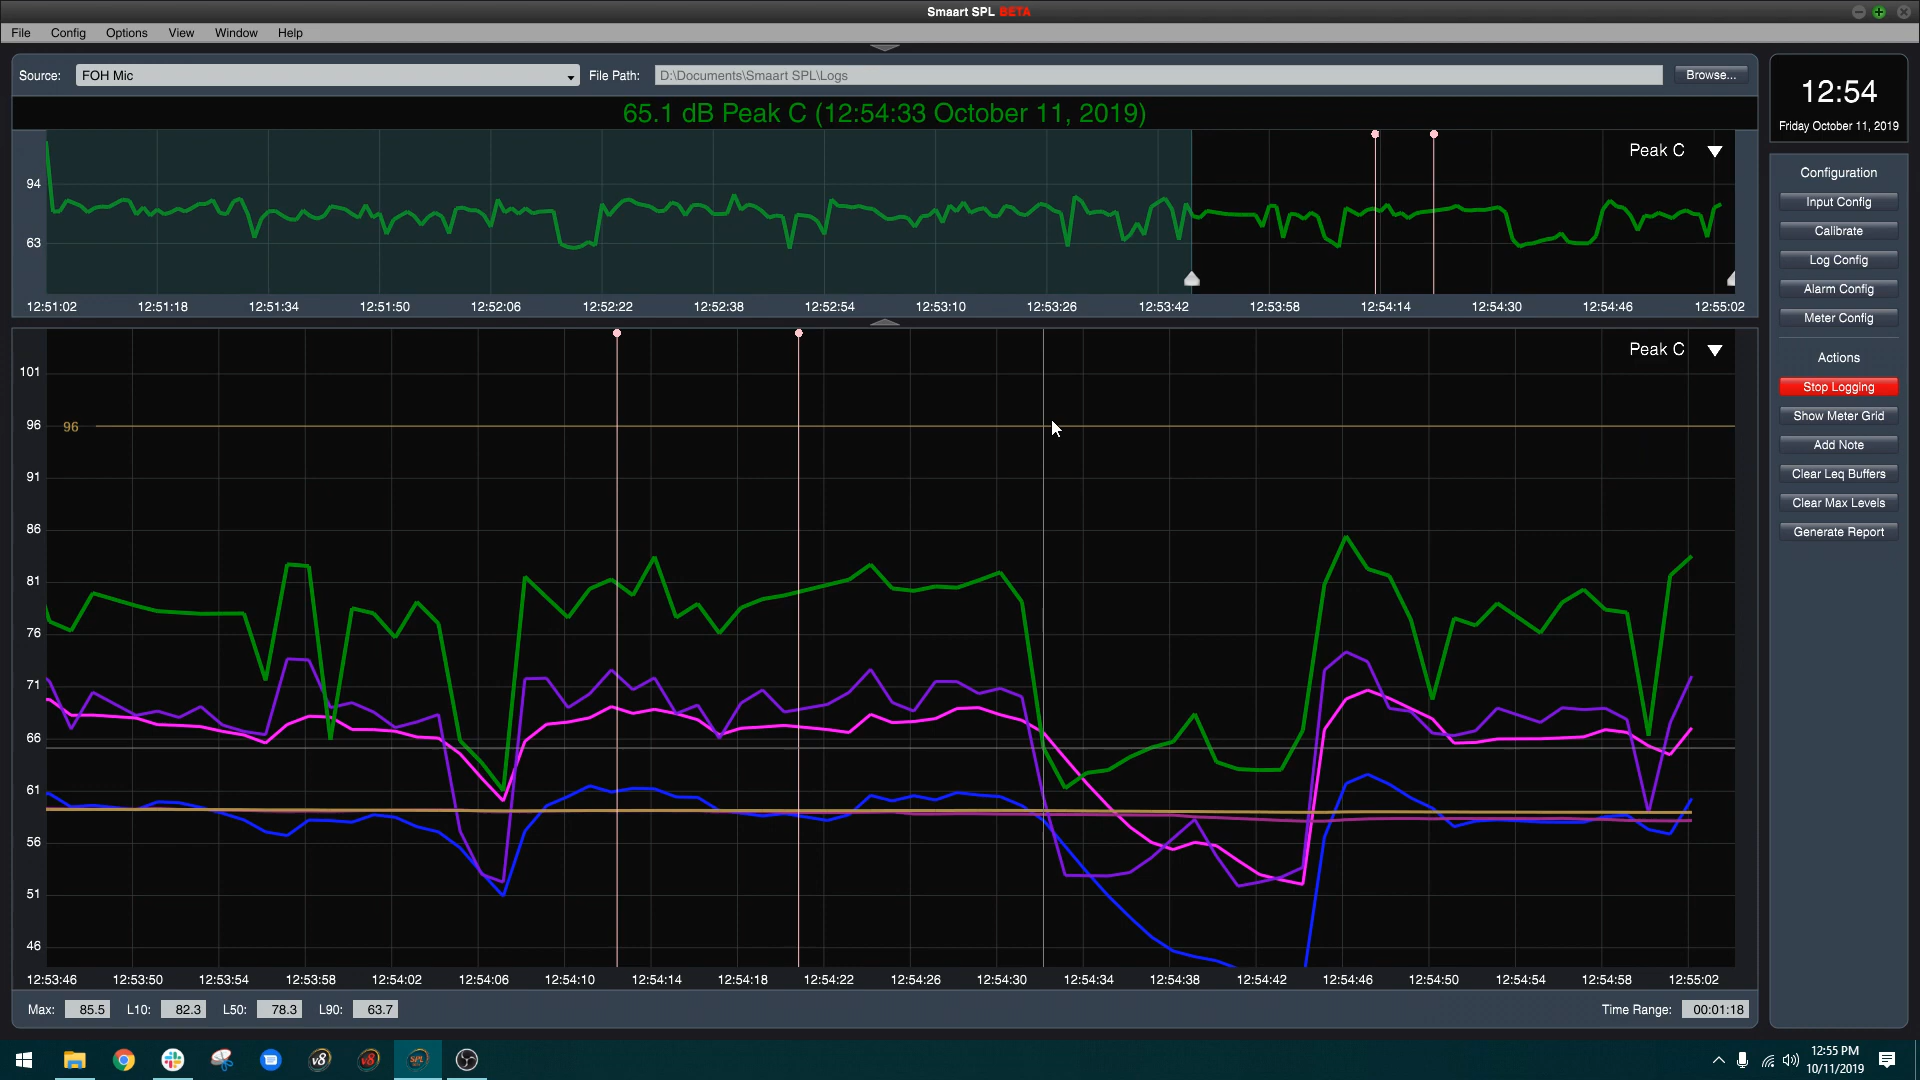 Smaart SPL BETA
File Config Options View Window Help
Source: FOH Mic File Path: D:\Documents\Smaart SPL\Logs Browse...
65.1 dB Peak C (12:54:33 October 11, 2019)
Peak C
94
63
12:51:02 12:51:18 12:51:34 12:51:50 12:52:06 12:52:22 12:52:38 12:52:54 12:53:10 12:53:26 12:53:42 12:53:58 12:54:14 12:54:30 12:54:46 12:55:02
Peak C
101
96 96
91
86
81
76
71
66
61
56
51
46
12:53:46 12:53:50 12:53:54 12:53:58 12:54:02 12:54:06 12:54:10 12:54:14 12:54:18 12:54:22 12:54:26 12:54:30 12:54:34 12:54:38 12:54:42 12:54:46 12:54:50 12:54:54 12:54:58 12:55:02
Max: 85.5 L10: 82.3 L50: 78.3 L90: 63.7 Time Range: 00:01:18
12:54
Friday October 11, 2019
Configuration
Input Config
Calibrate
Log Config
Alarm Config
Meter Config
Actions
Stop Logging
Show Meter Grid
Add Note
Clear Leq Buffers
Clear Max Levels
Generate Report
v8 v8 SPL
12:55 PM
10/11/2019